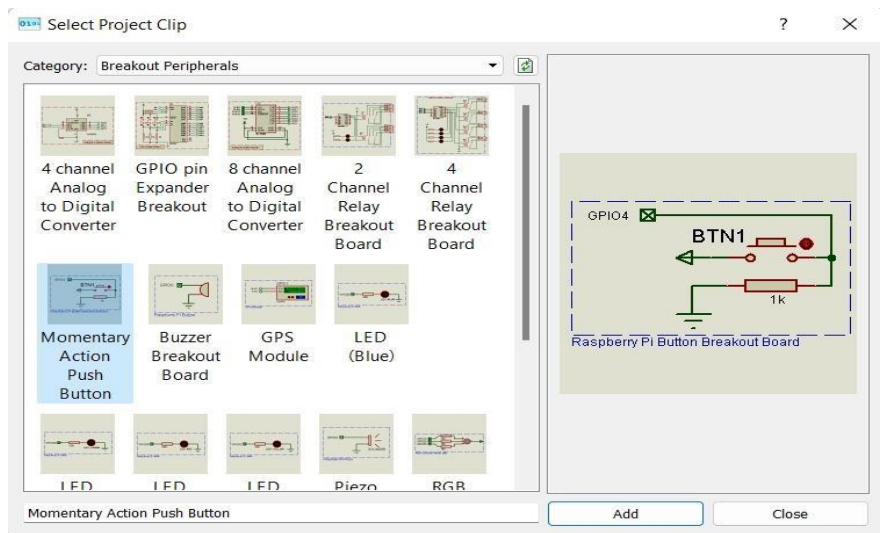 Select Project Clip
?
Category: Breakout Peripherals
4 channel
Analog
to Digital
Converter
GPIO pin
Expander
Breakout
8 channel
Analog
to Digital
Converter
2
Channel
Relay
Breakout
Board
4
Channel
Relay
Breakout
Board
Momentary
Action
Push
Button
Buzzer
Breakout
Board
GPS
Module
LED
(Blue)
LED
LED
LED
Piezo
RGB
Momentary Action Push Button
GPIO4
BTN1
1k
Raspberry Pi Button Breakout Board
Add
Close